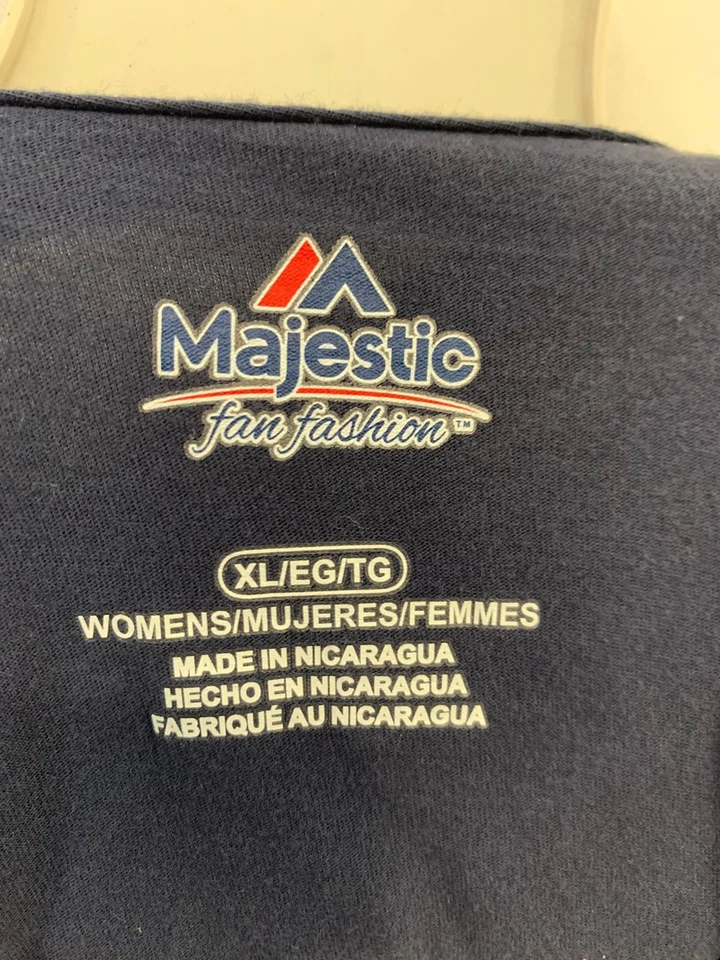 Majestic
fan fashion™
XL/EG/TG
WOMENS/MUJERES/FEMMES
MADE IN NICARAGUA
HECHO EN NICARAGUA
FABRIQUÉ AU NICARAGUA